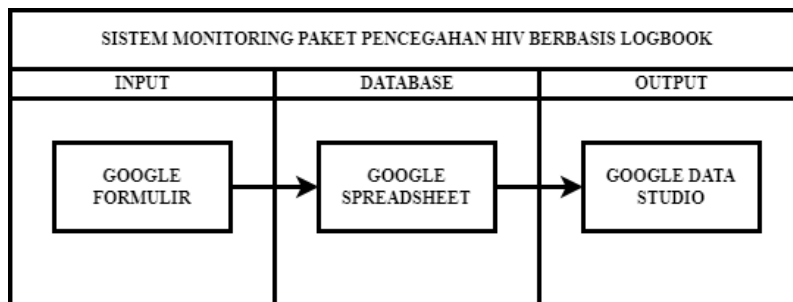 SISTEM MONITORING PAKET PENCEGAHAN HIV BERBASIS LOGBOOK
INPUT
DATABASE
OUTPUT
GOOGLE
FORMULIR
GOOGLE
SPREADSHEET
GOOGLE DATA
STUDIO